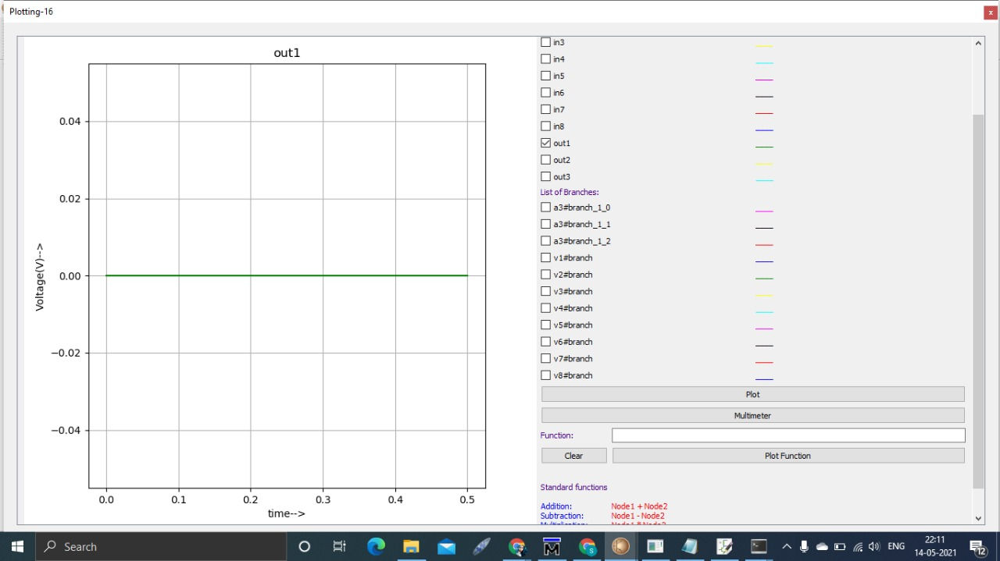 Plotting-16
x
out1
0.04
0.02
0.00
−0.02
−0.04
Voltage(V)-->
0.0 0.1 0.2 0.3 0.4 0.5
time-->
in3
in4
in5
in6
in7
in8
out1
out2
out3
List of Branches:
a3#branch_1_0
a3#branch_1_1
a3#branch_1_2
v1#branch
v2#branch
v3#branch
v4#branch
v5#branch
v6#branch
v7#branch
v8#branch
Plot
Multimeter
Function:
Clear Plot Function
Standard functions
Addition: Node1 + Node2
Subtraction: Node1 - Node2
Search
ENG
22:11
14-05-2021
12